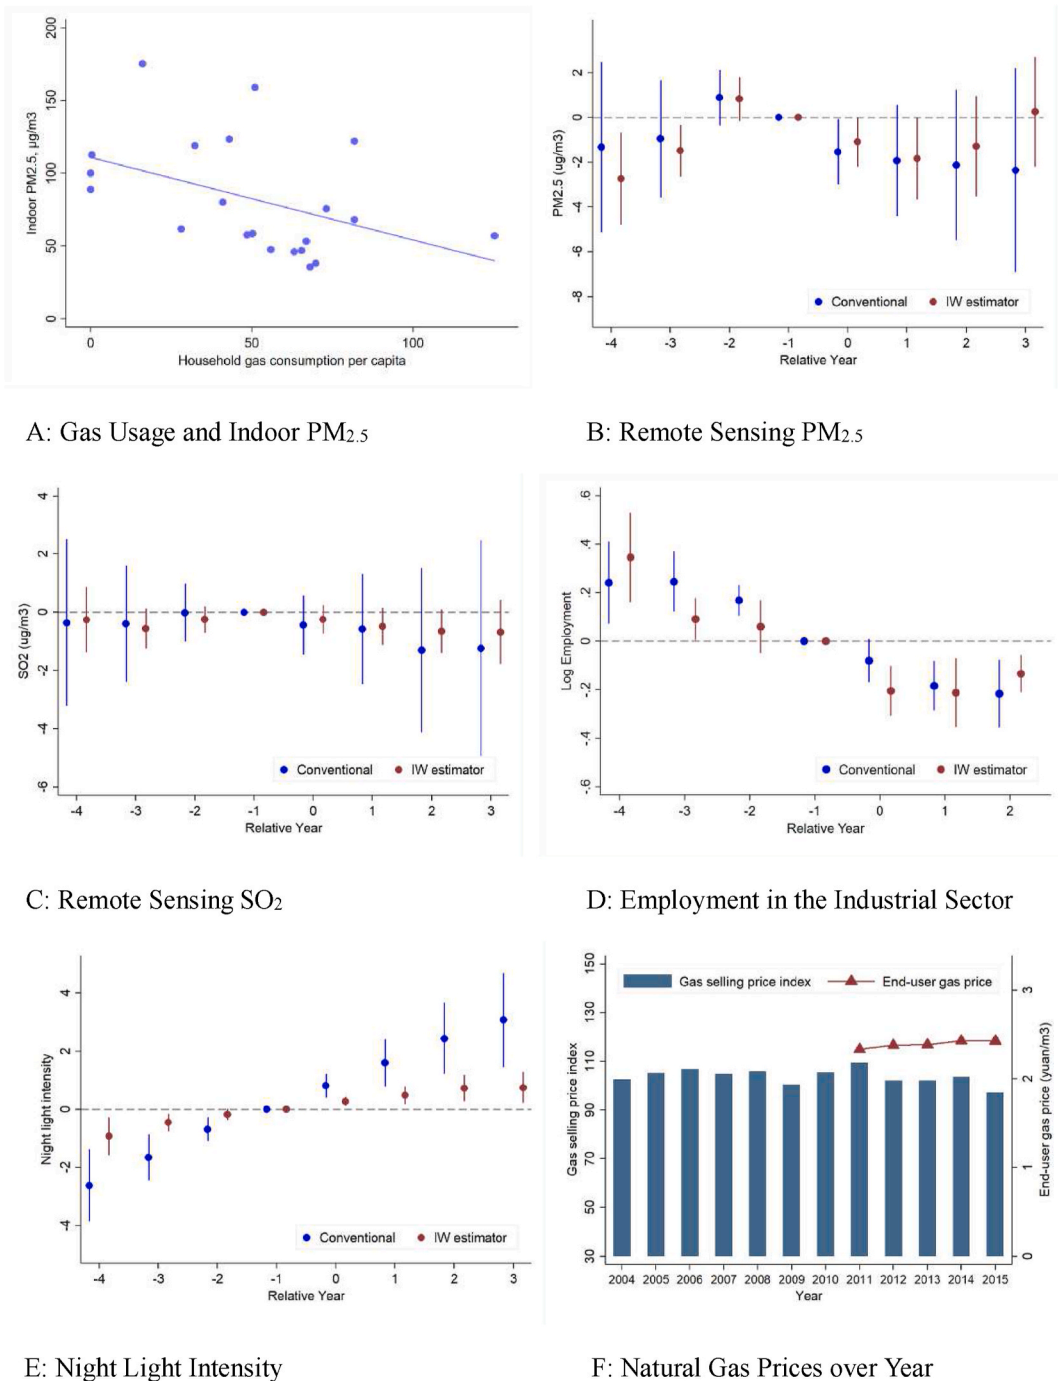 200
150
100
50
0
Indoor PM2.5, μg/m3
0 50 100
Household gas consumption per capita
A: Gas Usage and Indoor PM2.5
2
0
-2
-4
-6
-8
PM2.5 (ug/m3)
Conventional IW estimator
-4 -3 -2 -1 0 1 2 3
Relative Year
B: Remote Sensing PM2.5
4
2
0
-2
-4
-6
SO2 (ug/m3)
Conventional IW estimator
-4 -3 -2 -1 0 1 2 3
Relative Year
C: Remote Sensing SO2
.6
.4
.2
0
-.2
-.4
-.6
Log Employment
Conventional IW estimator
-4 -3 -2 -1 0 1 2
Relative Year
D: Employment in the Industrial Sector
4
2
0
-2
-4
Night light intensity
Conventional IW estimator
-4 -3 -2 -1 0 1 2 3
Relative Year
E: Night Light Intensity
Gas selling price index End-user gas price
150
130
110
90
70
50
30
Gas selling price index
3
2
1
0
End-user gas price (yuan/m3)
2004 2005 2006 2007 2008 2009 2010 2011 2012 2013 2014 2015
Year
F: Natural Gas Prices over Year